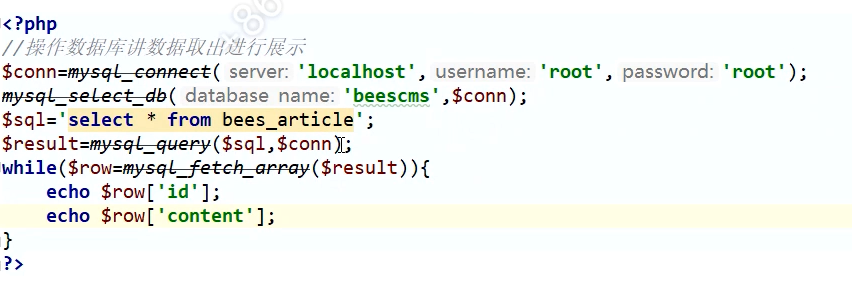 <?php
//操作数据库讲数据取出进行展示
$conn=mysql_connect( server: 'localhost', username: 'root', password: 'root');
mysql_select_db( database_name: 'beescms',$conn);
$sql='select * from bees_article';
$result=mysql_query($sql,$conn);
while($row=mysql_fetch_array($result)){
    echo $row['id'];
    echo $row['content'];
}
?>